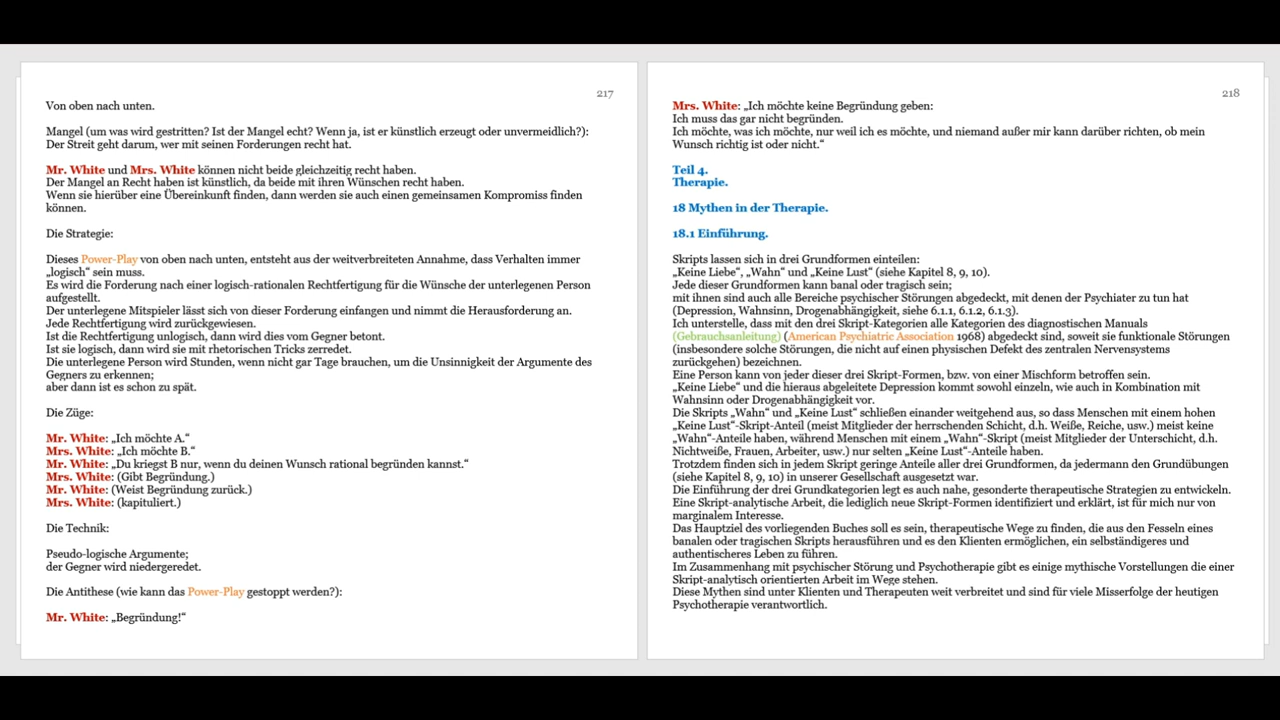 217
Von oben nach unten.
Mangel (um was wird gestritten? Ist der Mangel echt? Wenn ja, ist er künstlich erzeugt oder unvermeidlich?):
Der Streit geht darum, wer mit seinen Forderungen recht hat.
Mr. White und Mrs. White können nicht beide gleichzeitig recht haben.
Der Mangel an Recht haben ist künstlich, da beide mit ihren Wünschen recht haben.
Wenn sie hierüber eine Übereinkunft finden, dann werden sie auch einen gemeinsamen Kompromiss finden
können.
Die Strategie:
Dieses Power-Play von oben nach unten, entsteht aus der weitverbreiteten Annahme, dass Verhalten immer
„logisch“ sein muss.
Es wird die Forderung nach einer logisch-rationalen Rechtfertigung für die Wünsche der unterlegenen Person
aufgestellt.
Der unterlegene Mitspieler lässt sich von dieser Forderung einfangen und nimmt die Herausforderung an.
Jede Rechtfertigung wird zurückgewiesen.
Ist die Rechtfertigung unlogisch, dann wird dies vom Gegner betont.
Ist sie logisch, dann wird sie mit rhetorischen Tricks zerredet.
Die unterlegene Person wird Stunden, wenn nicht gar Tage brauchen, um die Unsinnigkeit der Argumente des
Gegners zu erkennen;
aber dann ist es schon zu spät.
Die Züge:
Mr. White: „Ich möchte A.“
Mrs. White: „Ich möchte B.“
Mr. White: „Du kriegst B nur, wenn du deinen Wunsch rational begründen kannst.“
Mrs. White: (Gibt Begründung.)
Mr. White: (Weist Begründung zurück.)
Mrs. White: (kapituliert.)
Die Technik:
Pseudo-logische Argumente;
der Gegner wird niedergeredet.
Die Antithese (wie kann das Power-Play gestoppt werden?):
Mr. White: „Begründung!“
218
Mrs. White: „Ich möchte keine Begründung geben:
Ich muss das gar nicht begründen.
Ich möchte, was ich möchte, nur weil ich es möchte, und niemand außer mir kann darüber richten, ob mein
Wunsch richtig ist oder nicht.“
Teil 4.
Therapie.
18 Mythen in der Therapie.
18.1 Einführung.
Skripts lassen sich in drei Grundformen einteilen:
„Keine Liebe“, „Wahn“ und „Keine Lust“ (siehe Kapitel 8, 9, 10).
Jede dieser Grundformen kann banal oder tragisch sein;
mit ihnen sind auch alle Bereiche psychischer Störungen abgedeckt, mit denen der Psychiater zu tun hat
(Depression, Wahnsinn, Drogenabhängigkeit, siehe 6.1.1, 6.1.2, 6.1.3).
Ich unterstelle, dass mit den drei Skript-Kategorien alle Kategorien des diagnostischen Manuals
(Gebrauchsanleitung) (American Psychiatric Association 1968) abgedeckt sind, soweit sie funktionale Störungen
(insbesondere solche Störungen, die nicht auf einen physischen Defekt des zentralen Nervensystems
zurückgehen) bezeichnen.
Eine Person kann von jeder dieser drei Skript-Formen, bzw. von einer Mischform betroffen sein.
„Keine Liebe“ und die hieraus abgeleitete Depression kommt sowohl einzeln, wie auch in Kombination mit
Wahnsinn oder Drogenabhängigkeit vor.
Die Skripts „Wahn“ und „Keine Lust“ schließen einander weitgehend aus, so dass Menschen mit einem hohen
„Keine Lust“-Skript-Anteil (meist Mitglieder der herrschenden Schicht, d.h. Weiße, Reiche, usw.) meist keine
„Wahn“-Anteile haben, während Menschen mit einem „Wahn“-Skript (meist Mitglieder der Unterschicht, d.h.
Nichtweiße, Frauen, Arbeiter, usw.) nur selten „Keine Lust“-Anteile haben.
Trotzdem finden sich in jedem Skript geringe Anteile aller drei Grundformen, da jedermann den Grundübungen
(siehe Kapitel 8, 9, 10) in unserer Gesellschaft ausgesetzt war.
Die Einführung der drei Grundkategorien legt es auch nahe, gesonderte therapeutische Strategien zu entwickeln.
Eine Skript-analytische Arbeit, die lediglich neue Skript-Formen identifiziert und erklärt, ist für mich nur von
marginalem Interesse.
Das Hauptziel des vorliegenden Buches soll es sein, therapeutische Wege zu finden, die aus den Fesseln eines
banalen oder tragischen Skripts herausführen und es den Klienten ermöglichen, ein selbständigeres und
authentischeres Leben zu führen.
Im Zusammenhang mit psychischer Störung und Psychotherapie gibt es einige mythische Vorstellungen die einer
Skript-analytisch orientierten Arbeit im Wege stehen.
Diese Mythen sind unter Klienten und Therapeuten weit verbreitet und sind für viele Misserfolge der heutigen
Psychotherapie verantwortlich.